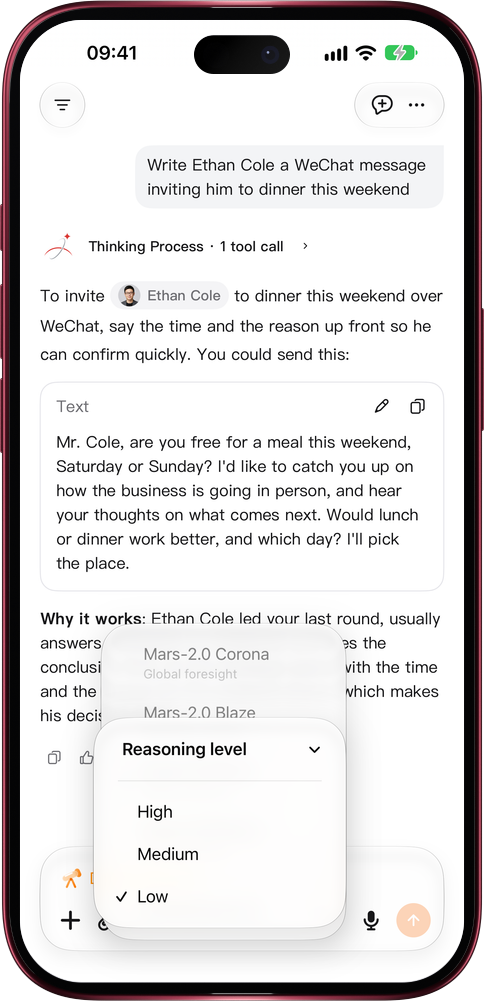 09:41
Write Ethan Cole a WeChat message
inviting him to dinner this weekend
Thinking Process · 1 tool call
To invite Ethan Cole to dinner this weekend over
WeChat, say the time and the reason up front so he
can confirm quickly. You could send this:
Text
Mr. Cole, are you free for a meal this weekend,
Saturday or Sunday? I'd like to catch you up on
how the business is going in person, and hear
your thoughts on what comes next. Would lunch
or dinner work better, and which day? I'll pick
the place.
Why it works: Ethan Cole led your last round, usually
answers
the
with the time
and the
which makes
his
Mars-2.0 Corona
Global foresight
Mars-2.0 Blaze
Reasoning level
High
Medium
Low